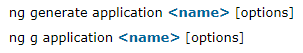 ng generate application <name> [options]
ng g application <name> [options]